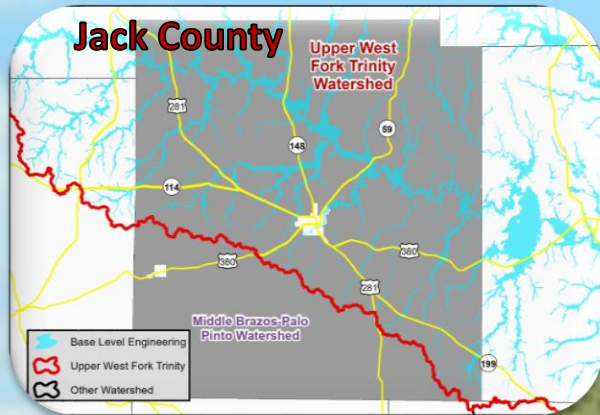 Jack County
Upper West
Fork Trinity
Watershed
281
148
59
114
380
380
281
Middle Brazos-Palo
Pinto Watershed
199
Base Level Engineering
Upper West Fork Trinity
Other Watershed